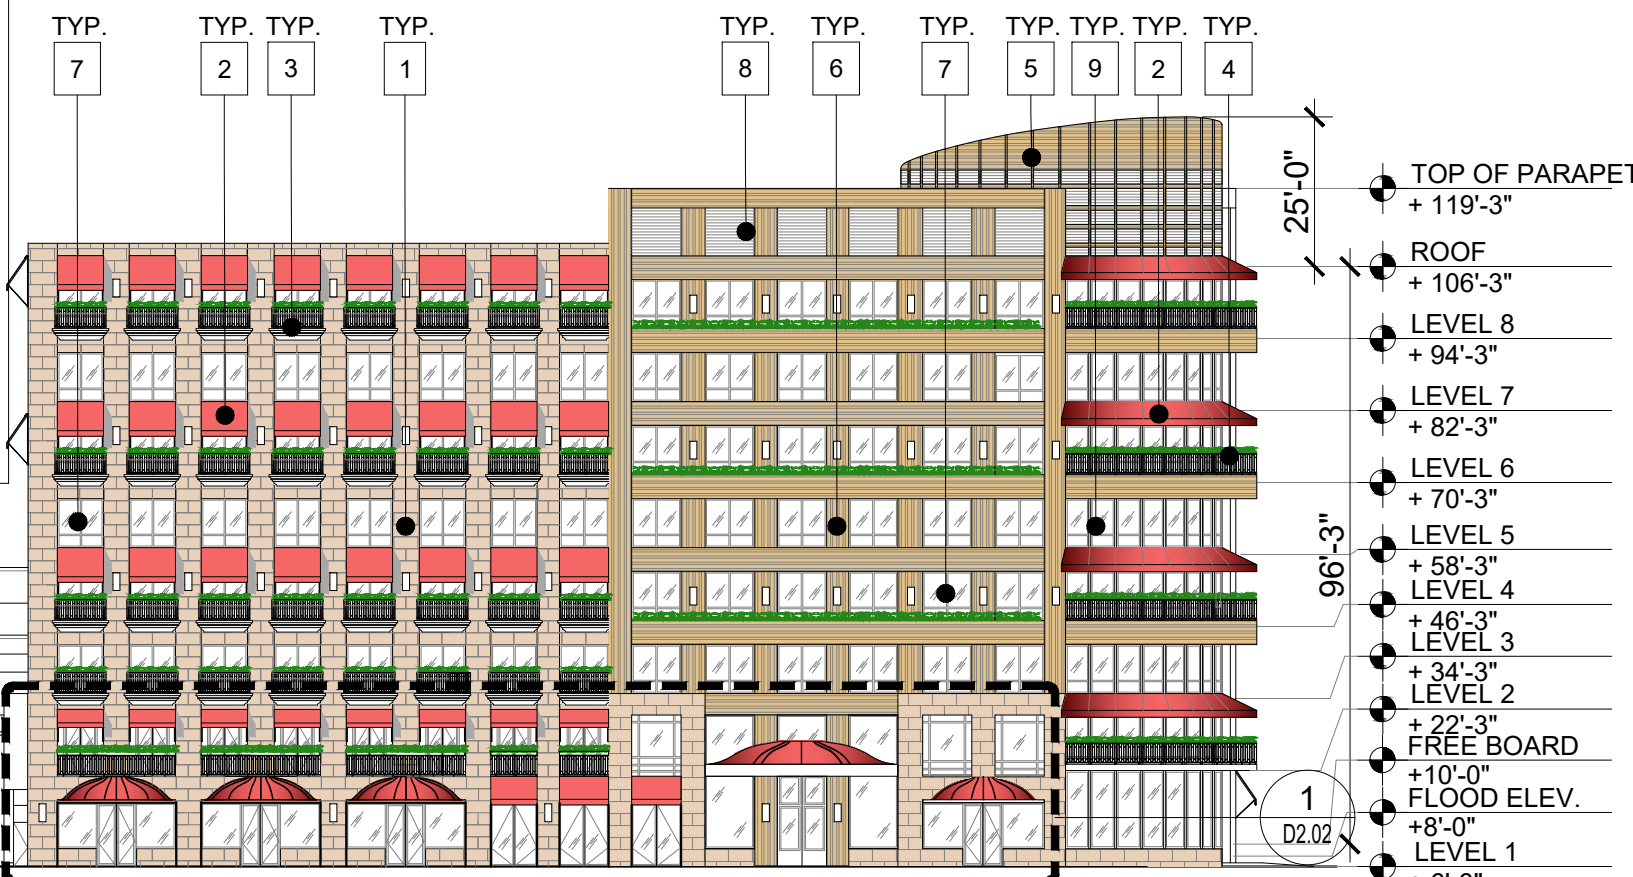 TYP. TYP. TYP. TYP. TYP. TYP. TYP. TYP. TYP. TYP. TYP.
7 2 3 1 8 6 7 5 9 2 4
25'-0"
96'-3"
TOP OF PARAPET
+ 119'-3"
ROOF
+ 106'-3"
LEVEL 8
+ 94'-3"
LEVEL 7
+ 82'-3"
LEVEL 6
+ 70'-3"
LEVEL 5
+ 58'-3"
LEVEL 4
+ 46'-3"
LEVEL 3
+ 34'-3"
LEVEL 2
+ 22'-3"
FREE BOARD
+10'-0"
FLOOD ELEV.
+8'-0"
LEVEL 1
1
D2.02